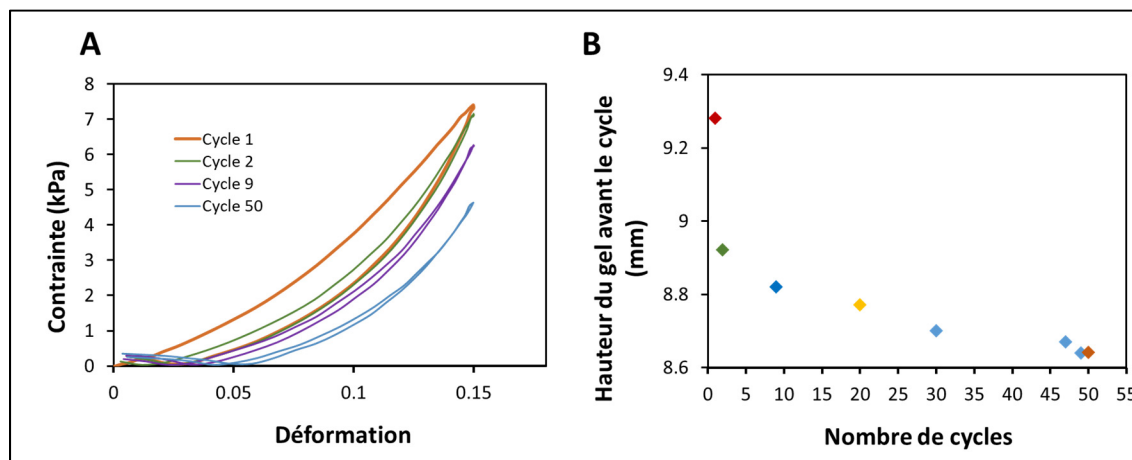 A
8
7
6
5
4
3
2
1
0
Contrainte (kPa)
Cycle 1
Cycle 2
Cycle 9
Cycle 50
0 0.05 0.1 0.15
Déformation
B
9.4
9.2
9
8.8
8.6
Hauteur du gel avant le cycle
(mm)
0 5 10 15 20 25 30 35 40 45 50 55
Nombre de cycles